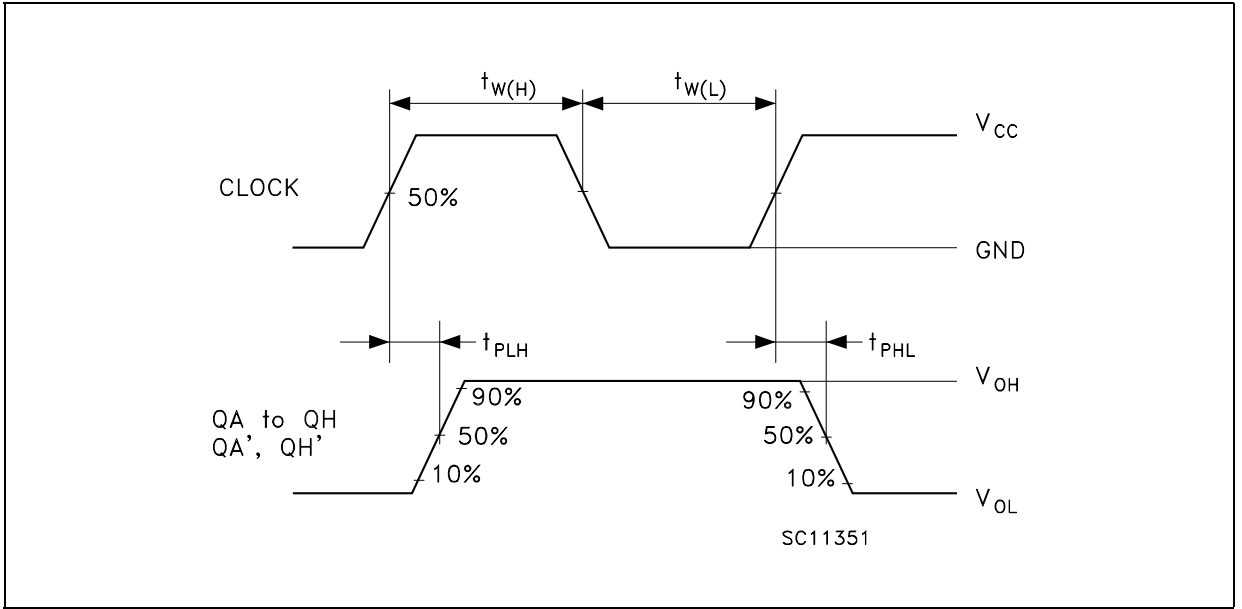 tW(H)
tW(L)
VCC
CLOCK
50%
GND
tPLH
tPHL
VOH
90%
90%
QA to QH
QA', QH'
50%
50%
10%
10%
VOL
SC11351